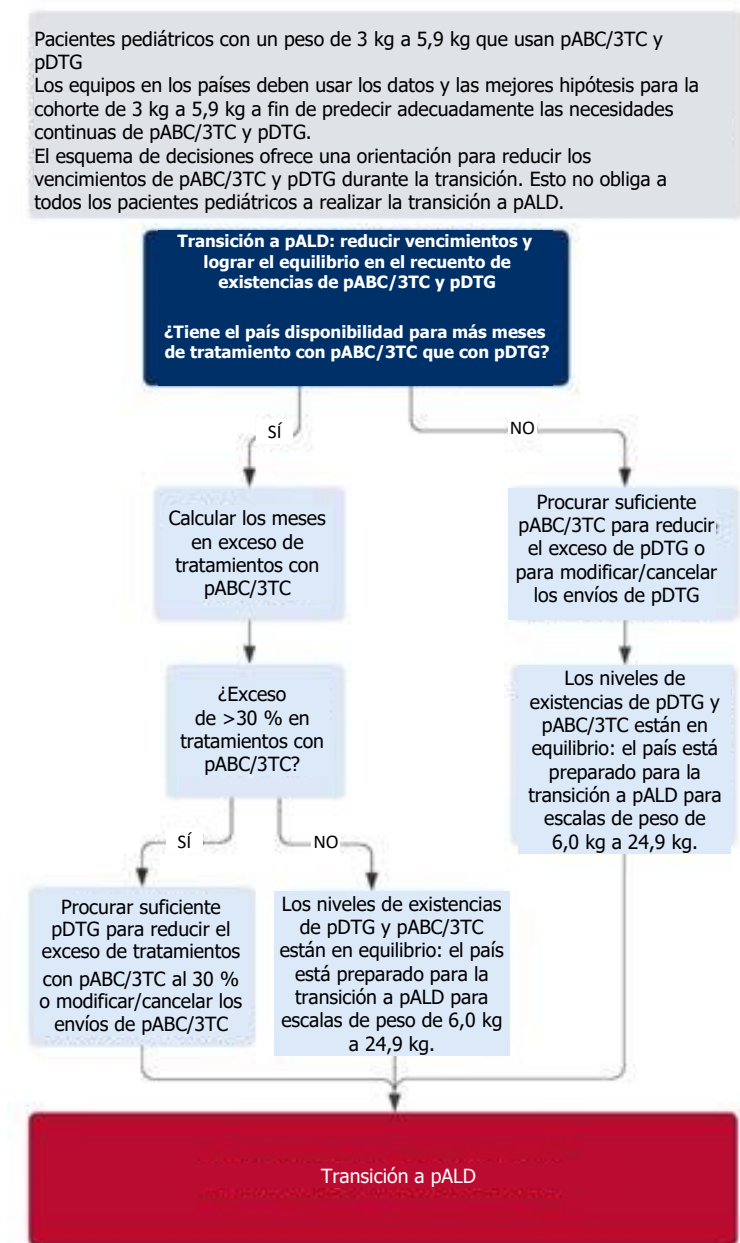 Pacientes pediátricos con un peso de 3 kg a 5,9 kg que usan pABC/3TC y
pDTG
Los equipos en los países deben usar los datos y las mejores hipótesis para la
cohorte de 3 kg a 5,9 kg a fin de predecir adecuadamente las necesidades
continuas de pABC/3TC y pDTG.
El esquema de decisiones ofrece una orientación para reducir los
vencimientos de pABC/3TC y pDTG durante la transición. Esto no obliga a
todos los pacientes pediátricos a realizar la transición a pALD.
Transición a pALD: reducir vencimientos y
lograr el equilibrio en el recuento de
existencias de pABC/3TC y pDTG
¿Tiene el país disponibilidad para más meses
de tratamiento con pABC/3TC que con pDTG?
SÍ
NO
Calcular los meses
en exceso de
tratamientos con
pABC/3TC
Procurar suficiente
pABC/3TC para reducir
el exceso de pDTG o
para modificar/cancelar
los envíos de pDTG
¿Exceso
de >30 % en
tratamientos con
pABC/3TC?
Los niveles de
existencias de pDTG y
pABC/3TC están en
equilibrio: el país está
preparado para la
transición a pALD para
escalas de peso de
6,0 kg a 24,9 kg.
SÍ
NO
Procurar suficiente
pDTG para reducir el
exceso de tratamientos
con pABC/3TC al 30 %
o modificar/cancelar los
envíos de pABC/3TC
Los niveles de existencias
de pDTG y pABC/3TC
están en equilibrio: el país
está preparado para la
transición a pALD para
escalas de peso de 6,0 kg
a 24,9 kg.
Transición a pALD